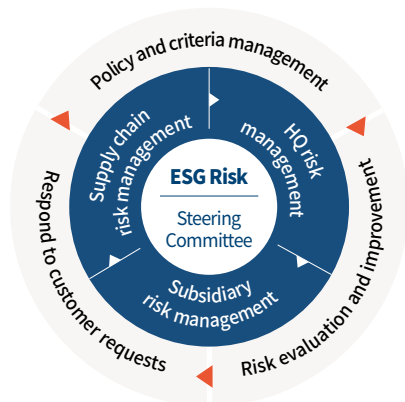 Policy and criteria management
Supply chain
risk management
HQ risk
management
ESG Risk
Steering
Committee
Subsidiary
risk management
Respond to customer requests
Risk evaluation and improvement